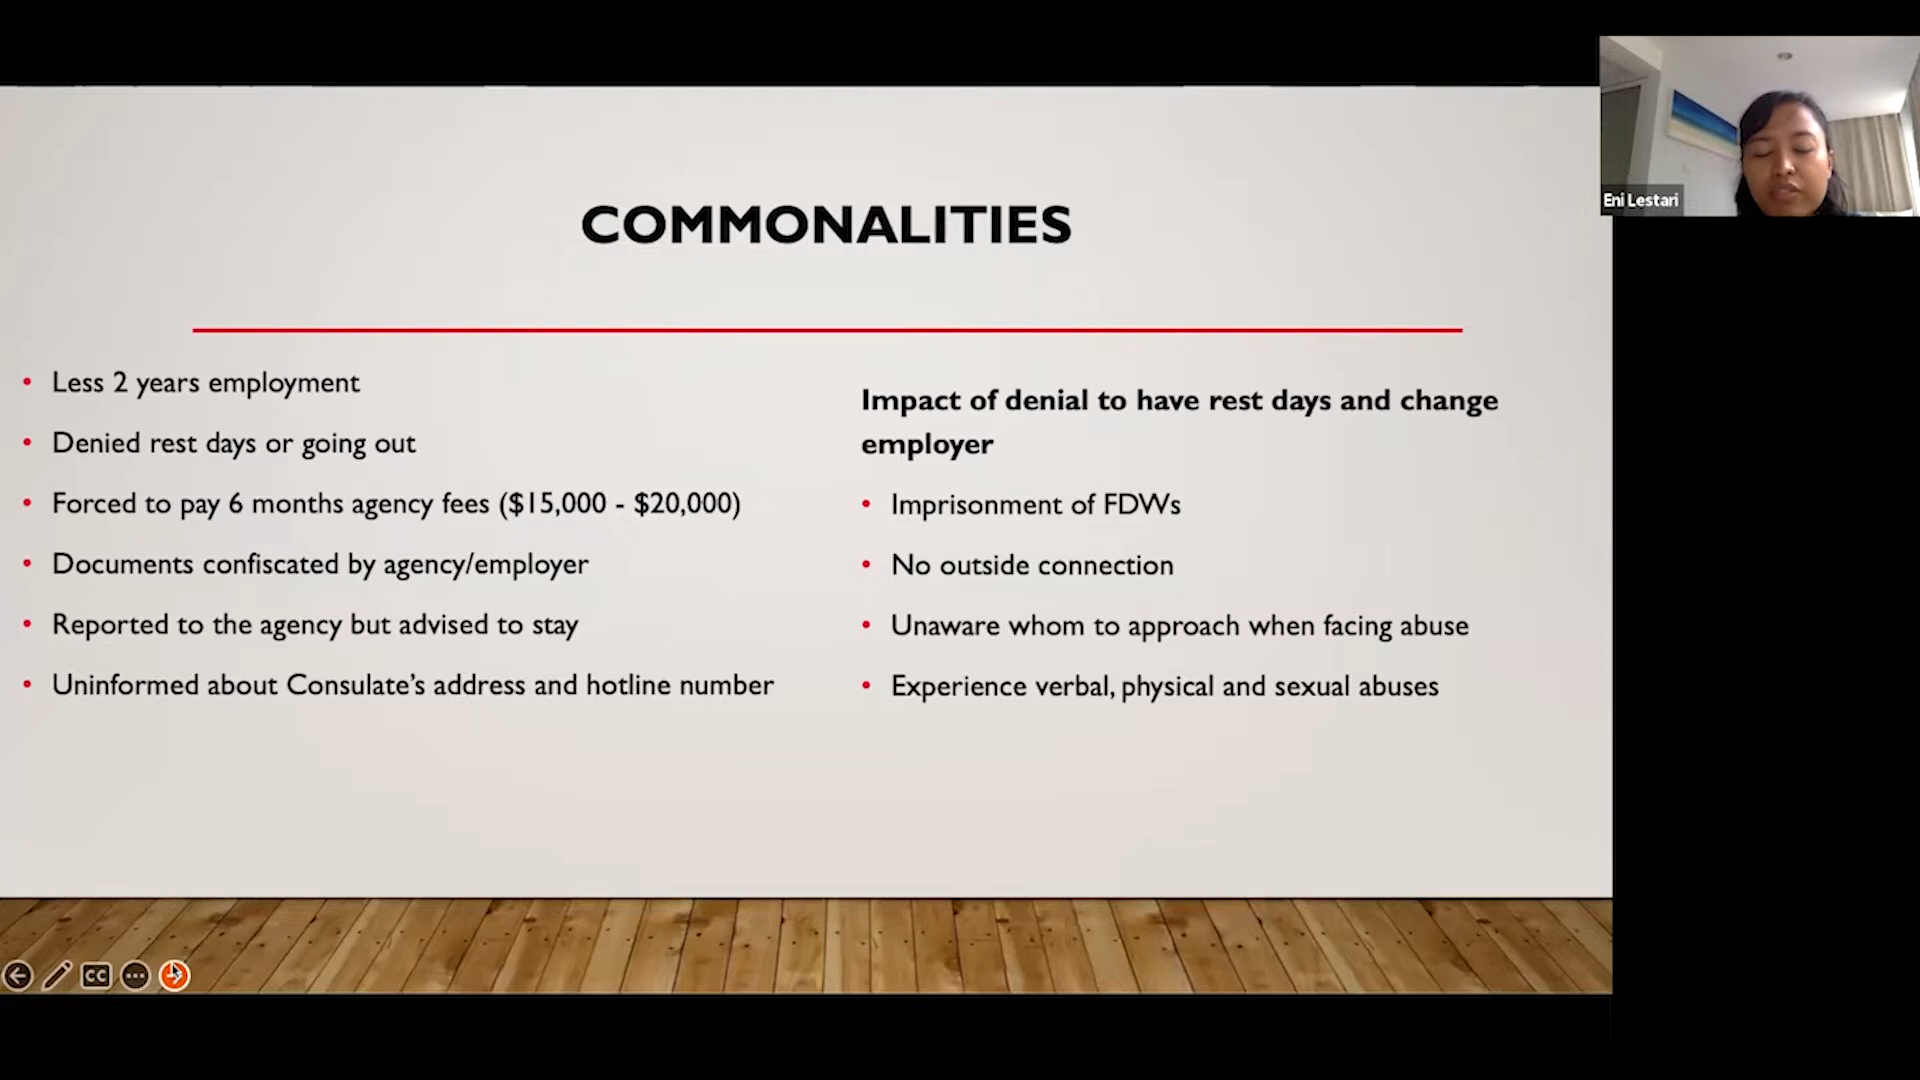 COMMONALITIES
• Less 2 years employment
• Denied rest days or going out
• Forced to pay 6 months agency fees ($15,000 - $20,000)
• Documents confiscated by agency/employer
• Reported to the agency but advised to stay
• Uninformed about Consulate's address and hotline number
Impact of denial to have rest days and change
employer
• Imprisonment of FDWs
• No outside connection
• Unaware whom to approach when facing abuse
• Experience verbal, physical and sexual abuses
Eni Lestari
CC